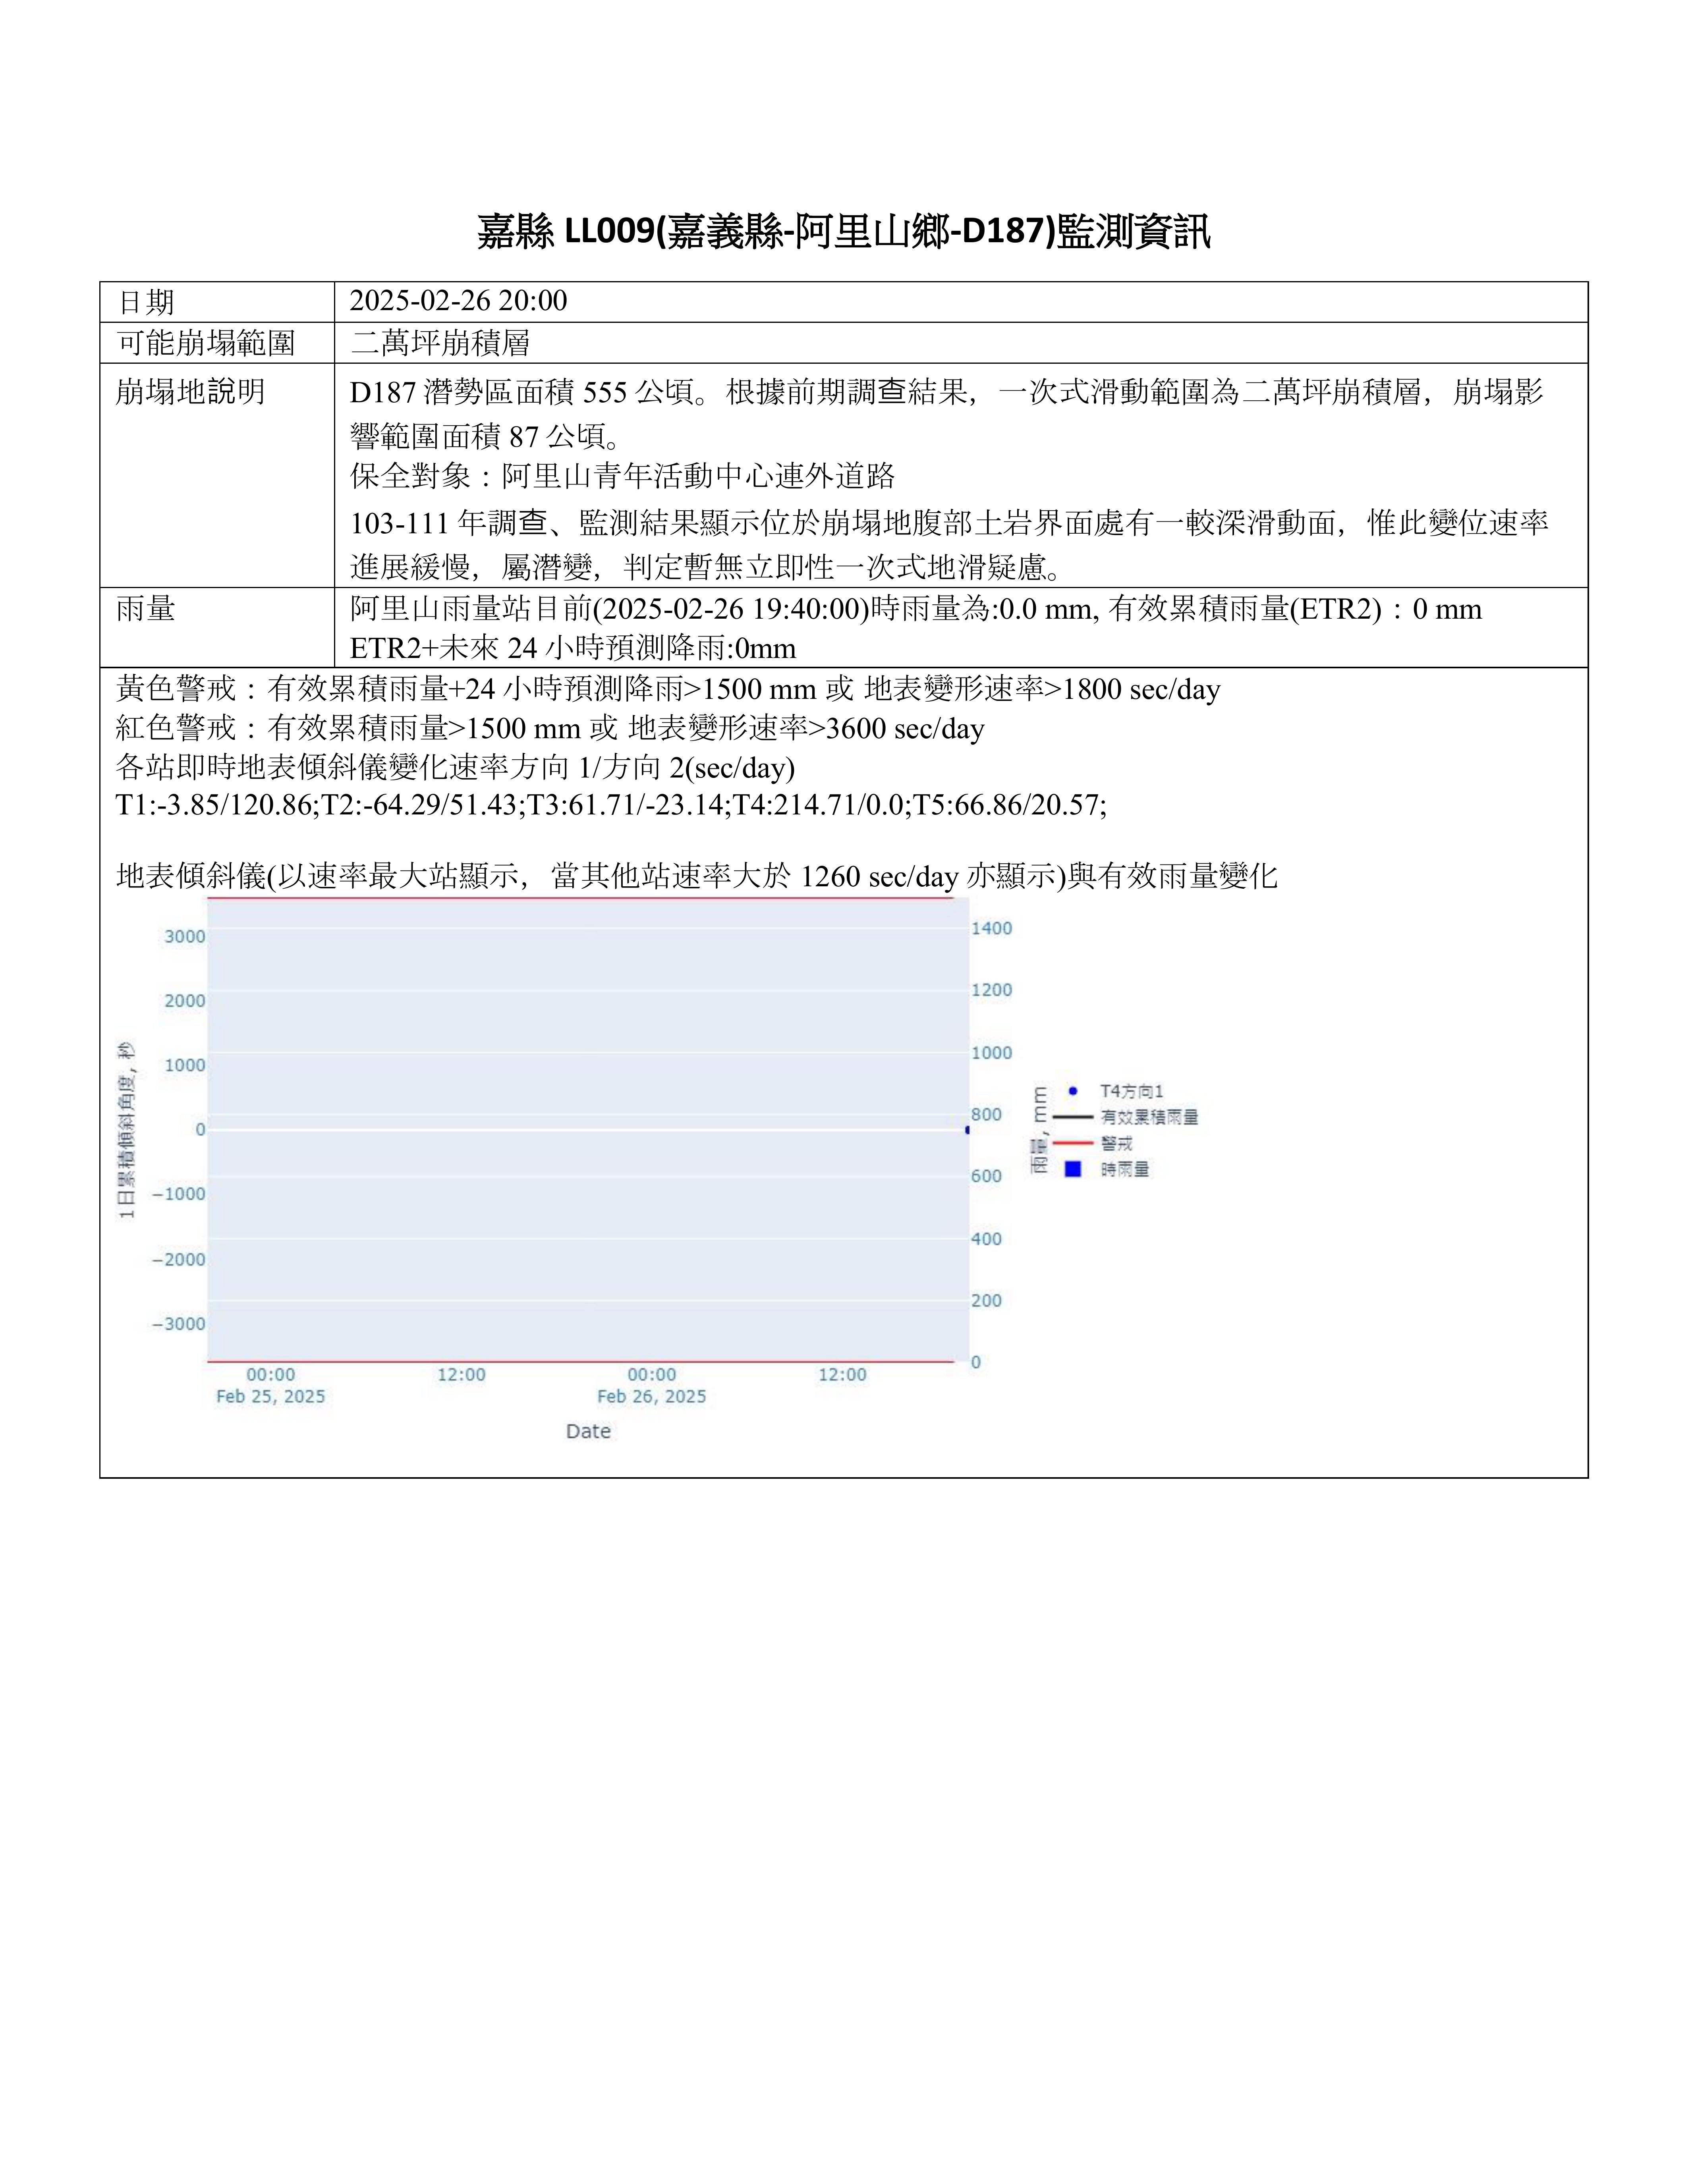 嘉縣 LL009(嘉義縣-阿里山鄉-D187)監測資訊
日期 2025-02-26 20:00
可能崩塌範圍 二萬坪崩積層
崩塌地說明 D187 潛勢區面積 555 公頃。根據前期調查結果，一次式滑動範圍為二萬坪崩積層，崩塌影
響範圍面積 87 公頃。
保全對象：阿里山青年活動中心連外道路
103-111 年調查、監測結果顯示位於崩塌地腹部土岩界面處有一較深滑動面，惟此變位速率
進展緩慢，屬潛變，判定暫無立即性一次式地滑疑慮。
雨量 阿里山雨量站目前(2025-02-26 19:40:00)時雨量為:0.0 mm, 有效累積雨量(ETR2)：0 mm
ETR2+未來 24 小時預測降雨:0mm
黃色警戒：有效累積雨量+24 小時預測降雨>1500 mm 或 地表變形速率>1800 sec/day
紅色警戒：有效累積雨量>1500 mm 或 地表變形速率>3600 sec/day
各站即時地表傾斜儀變化速率方向 1/方向 2(sec/day)
T1:-3.85/120.86;T2:-64.29/51.43;T3:61.71/-23.14;T4:214.71/0.0;T5:66.86/20.57;
地表傾斜儀(以速率最大站顯示，當其他站速率大於 1260 sec/day 亦顯示)與有效雨量變化
1日累積傾斜角度, 秒
3000
2000
1000
0
−1000
−2000
−3000
1400
1200
1000
800
600
400
200
0
雨量, mm
T4方向1
有效累積雨量
警戒
時雨量
00:00 12:00 00:00 12:00
Feb 25, 2025 Feb 26, 2025
Date